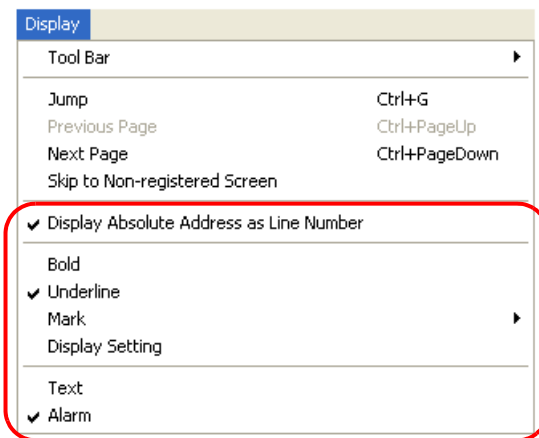 Display
Tool Bar
Jump Ctrl+G
Previous Page Ctrl+PageUp
Next Page Ctrl+PageDown
Skip to Non-registered Screen
Display Absolute Address as Line Number
Bold
Underline
Mark
Display Setting
Text
Alarm